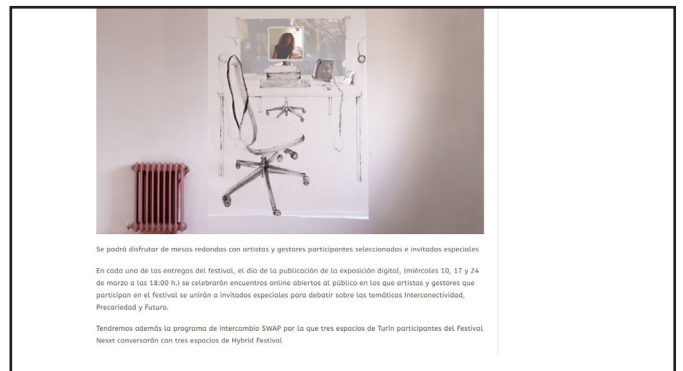 Se podrá disfrutar de mesas redondas con artistas y gestores participantes seleccionados e invitados especiales
En cada una de las entregas del festival, el día de la publicación de la exposición digital, (miércoles 10, 17 y 24
de marzo a las 18:00 h.) se celebrarán encuentros online abiertos al público en los que artistas y gestores que
participan en el festival se unirán a invitados especiales para debatir sobre las temáticas Interconectividad,
Precariedad y Futuro.
Tendremos además la programa de intercambio SWAP por la que tres espacios de Turín participantes del Festival
Nesxt conversarán con tres espacios de Hybrid Festival